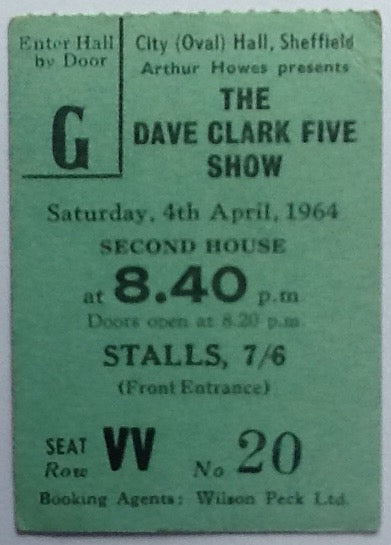 Enter Hall
by Door
G
City (Oval) Hall, Sheffield
Arthur Howes presents
THE
DAVE CLARK FIVE
SHOW
Saturday, 4th April, 1964
SECOND HOUSE
at 8.40 p.m
Doors open at 8.20 p.m
STALLS, 7/6
(Front Entrance)
SEAT
Row VV No 20
Booking Agents: Wilson Peck Ltd.